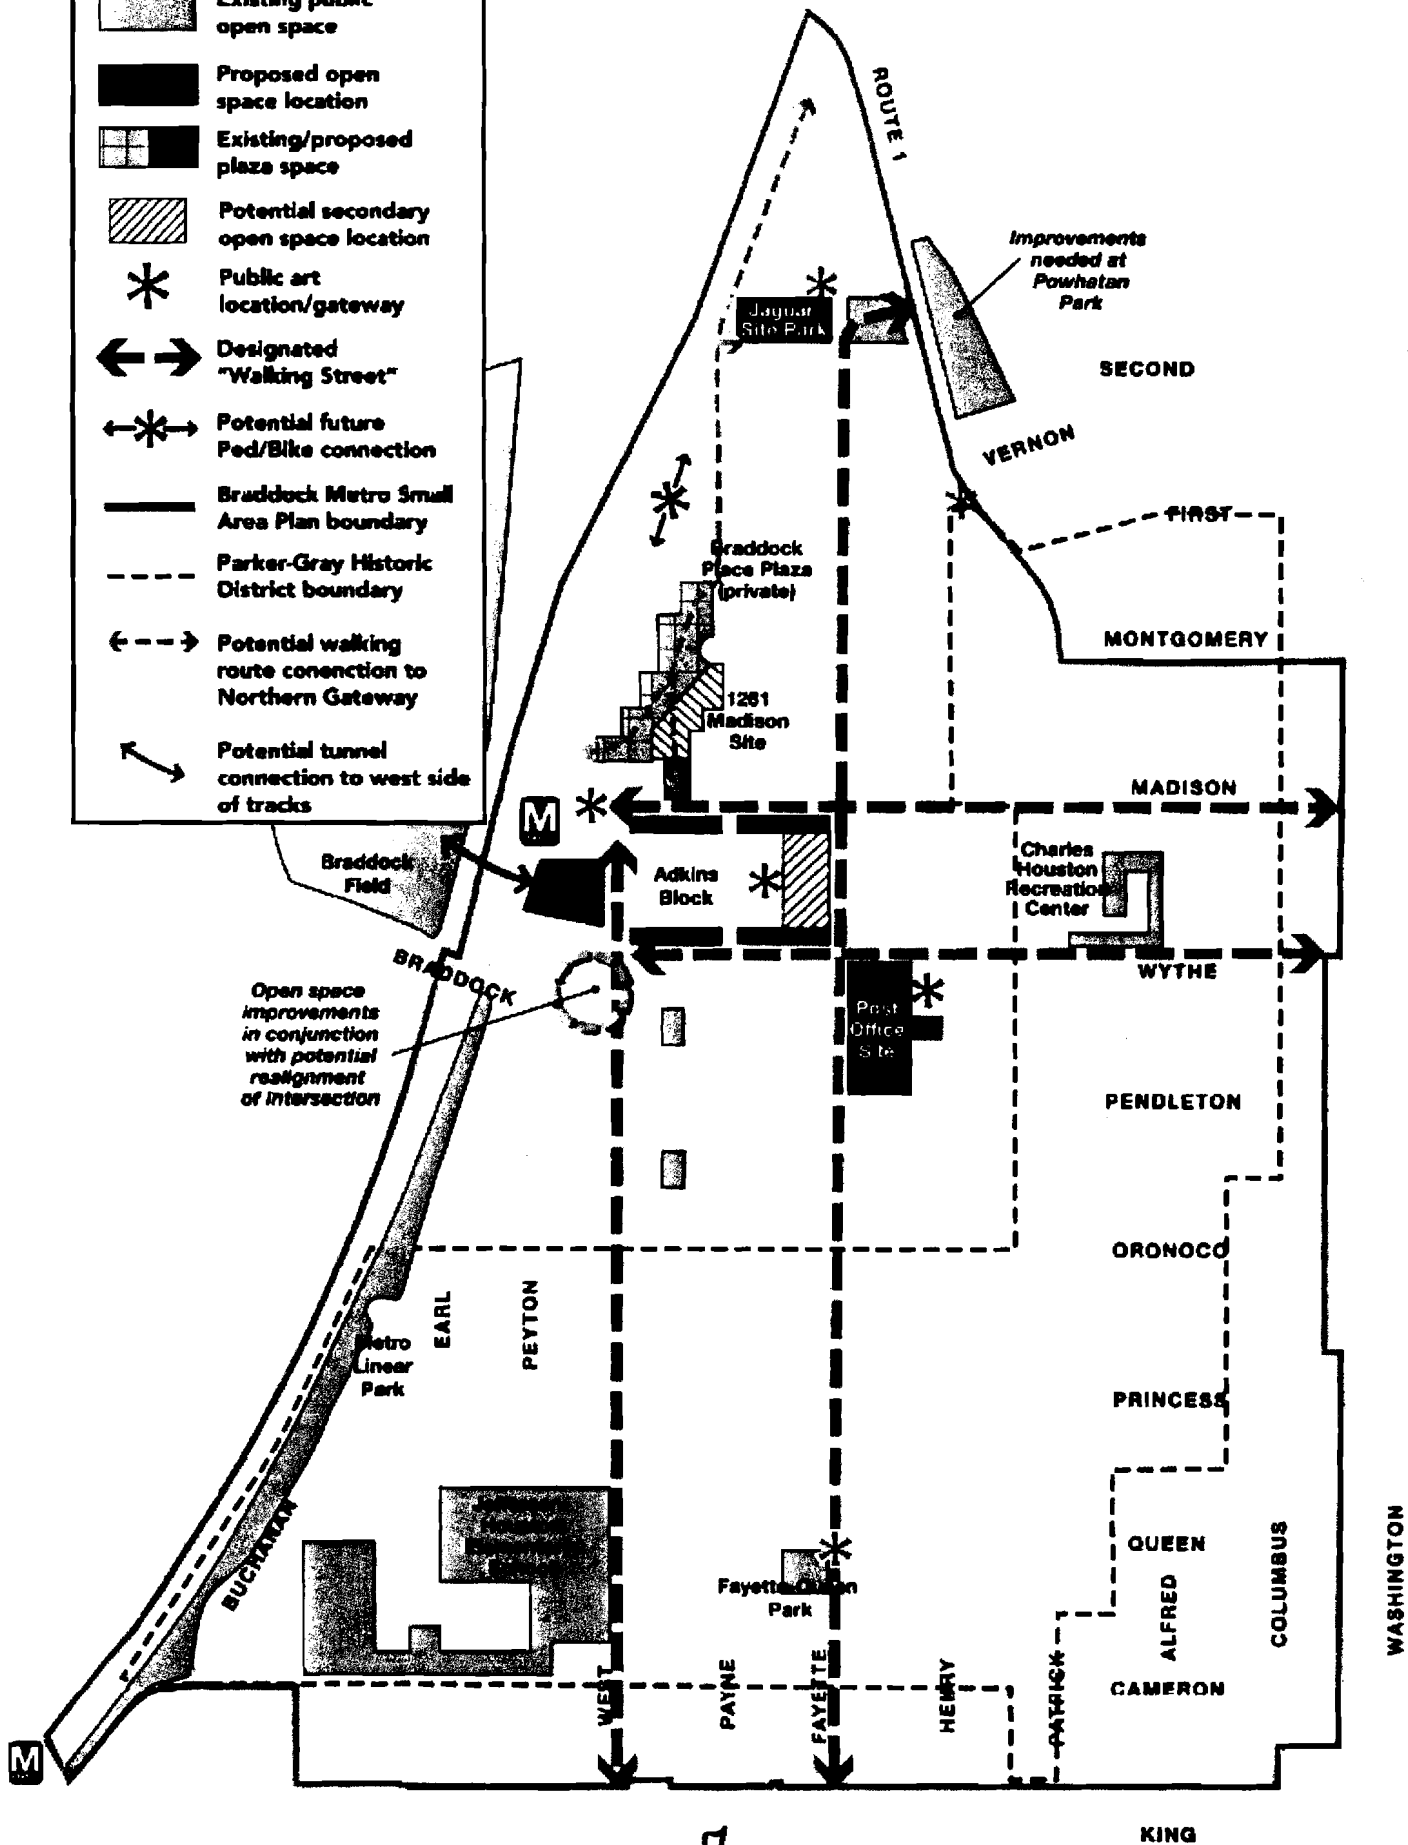 Existing public
open space
Proposed open
space location
Existing/proposed
plaza space
Potential secondary
open space location
Public art
location/gateway
Designated
"Walking Street"
Potential future
Ped/Bike connection
Braddock Metro Small
Area Plan boundary
Parker-Gray Historic
District boundary
Potential walking
route conenction to
Northern Gateway
Potential tunnel
connection to west side
of tracks
ROUTE 1
Improvements
needed at
Powhatan
Park
Jaguar
Site Park
SECOND
VERNON
FIRST
Braddock
Place Plaza
(private)
MONTGOMERY
1261
Madison
Site
MADISON
M
Braddock
Field
Adkins
Block
Charles
Houston
Recreation
Center
BRADDOCK
WYTHE
Open space
improvements
in conjunction
with potential
realignment
of intersection
Post
Office
Site
PENDLETON
ORONOCO
EARL
PEYTON
Metro
Linear
Park
PRINCESS
BUCHANAN
Jefferson
Houston
Elementary
School
QUEEN
Fayette Queen
Park
ALFRED
COLUMBUS
WASHINGTON
WEST
PAYNE
FAYETTE
HENRY
PATRICK
CAMERON
M
KING